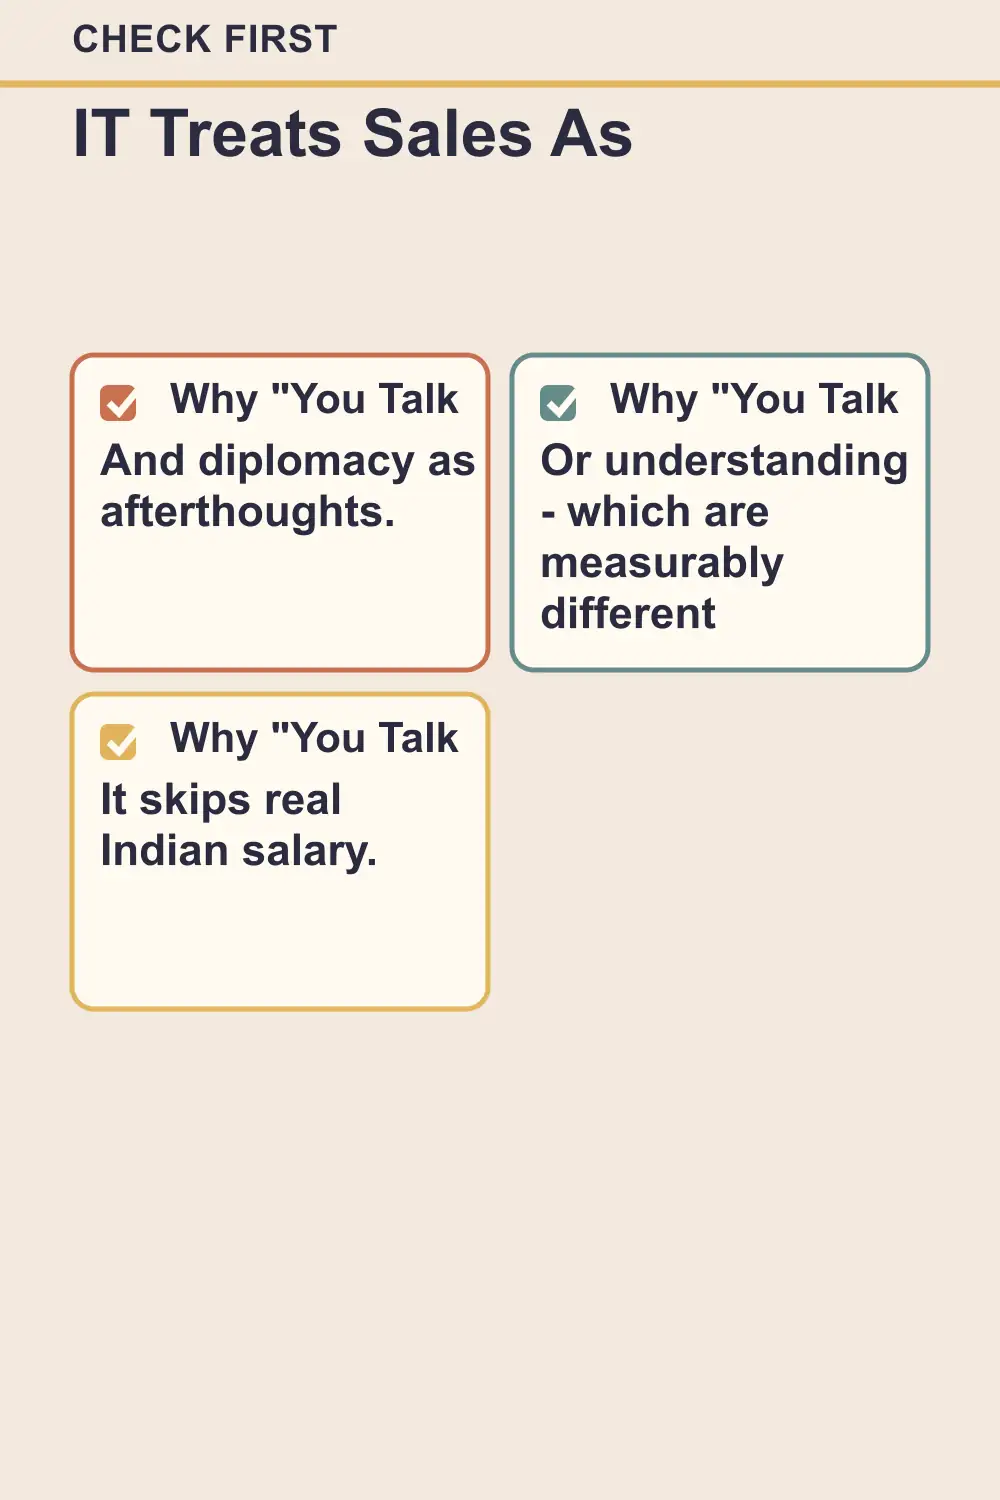 CHECK FIRST
IT Treats Sales As
Why "You Talk
And diplomacy as
afterthoughts.
Why "You Talk
Or understanding
- which are
measurably
different
Why "You Talk
It skips real
Indian salary.